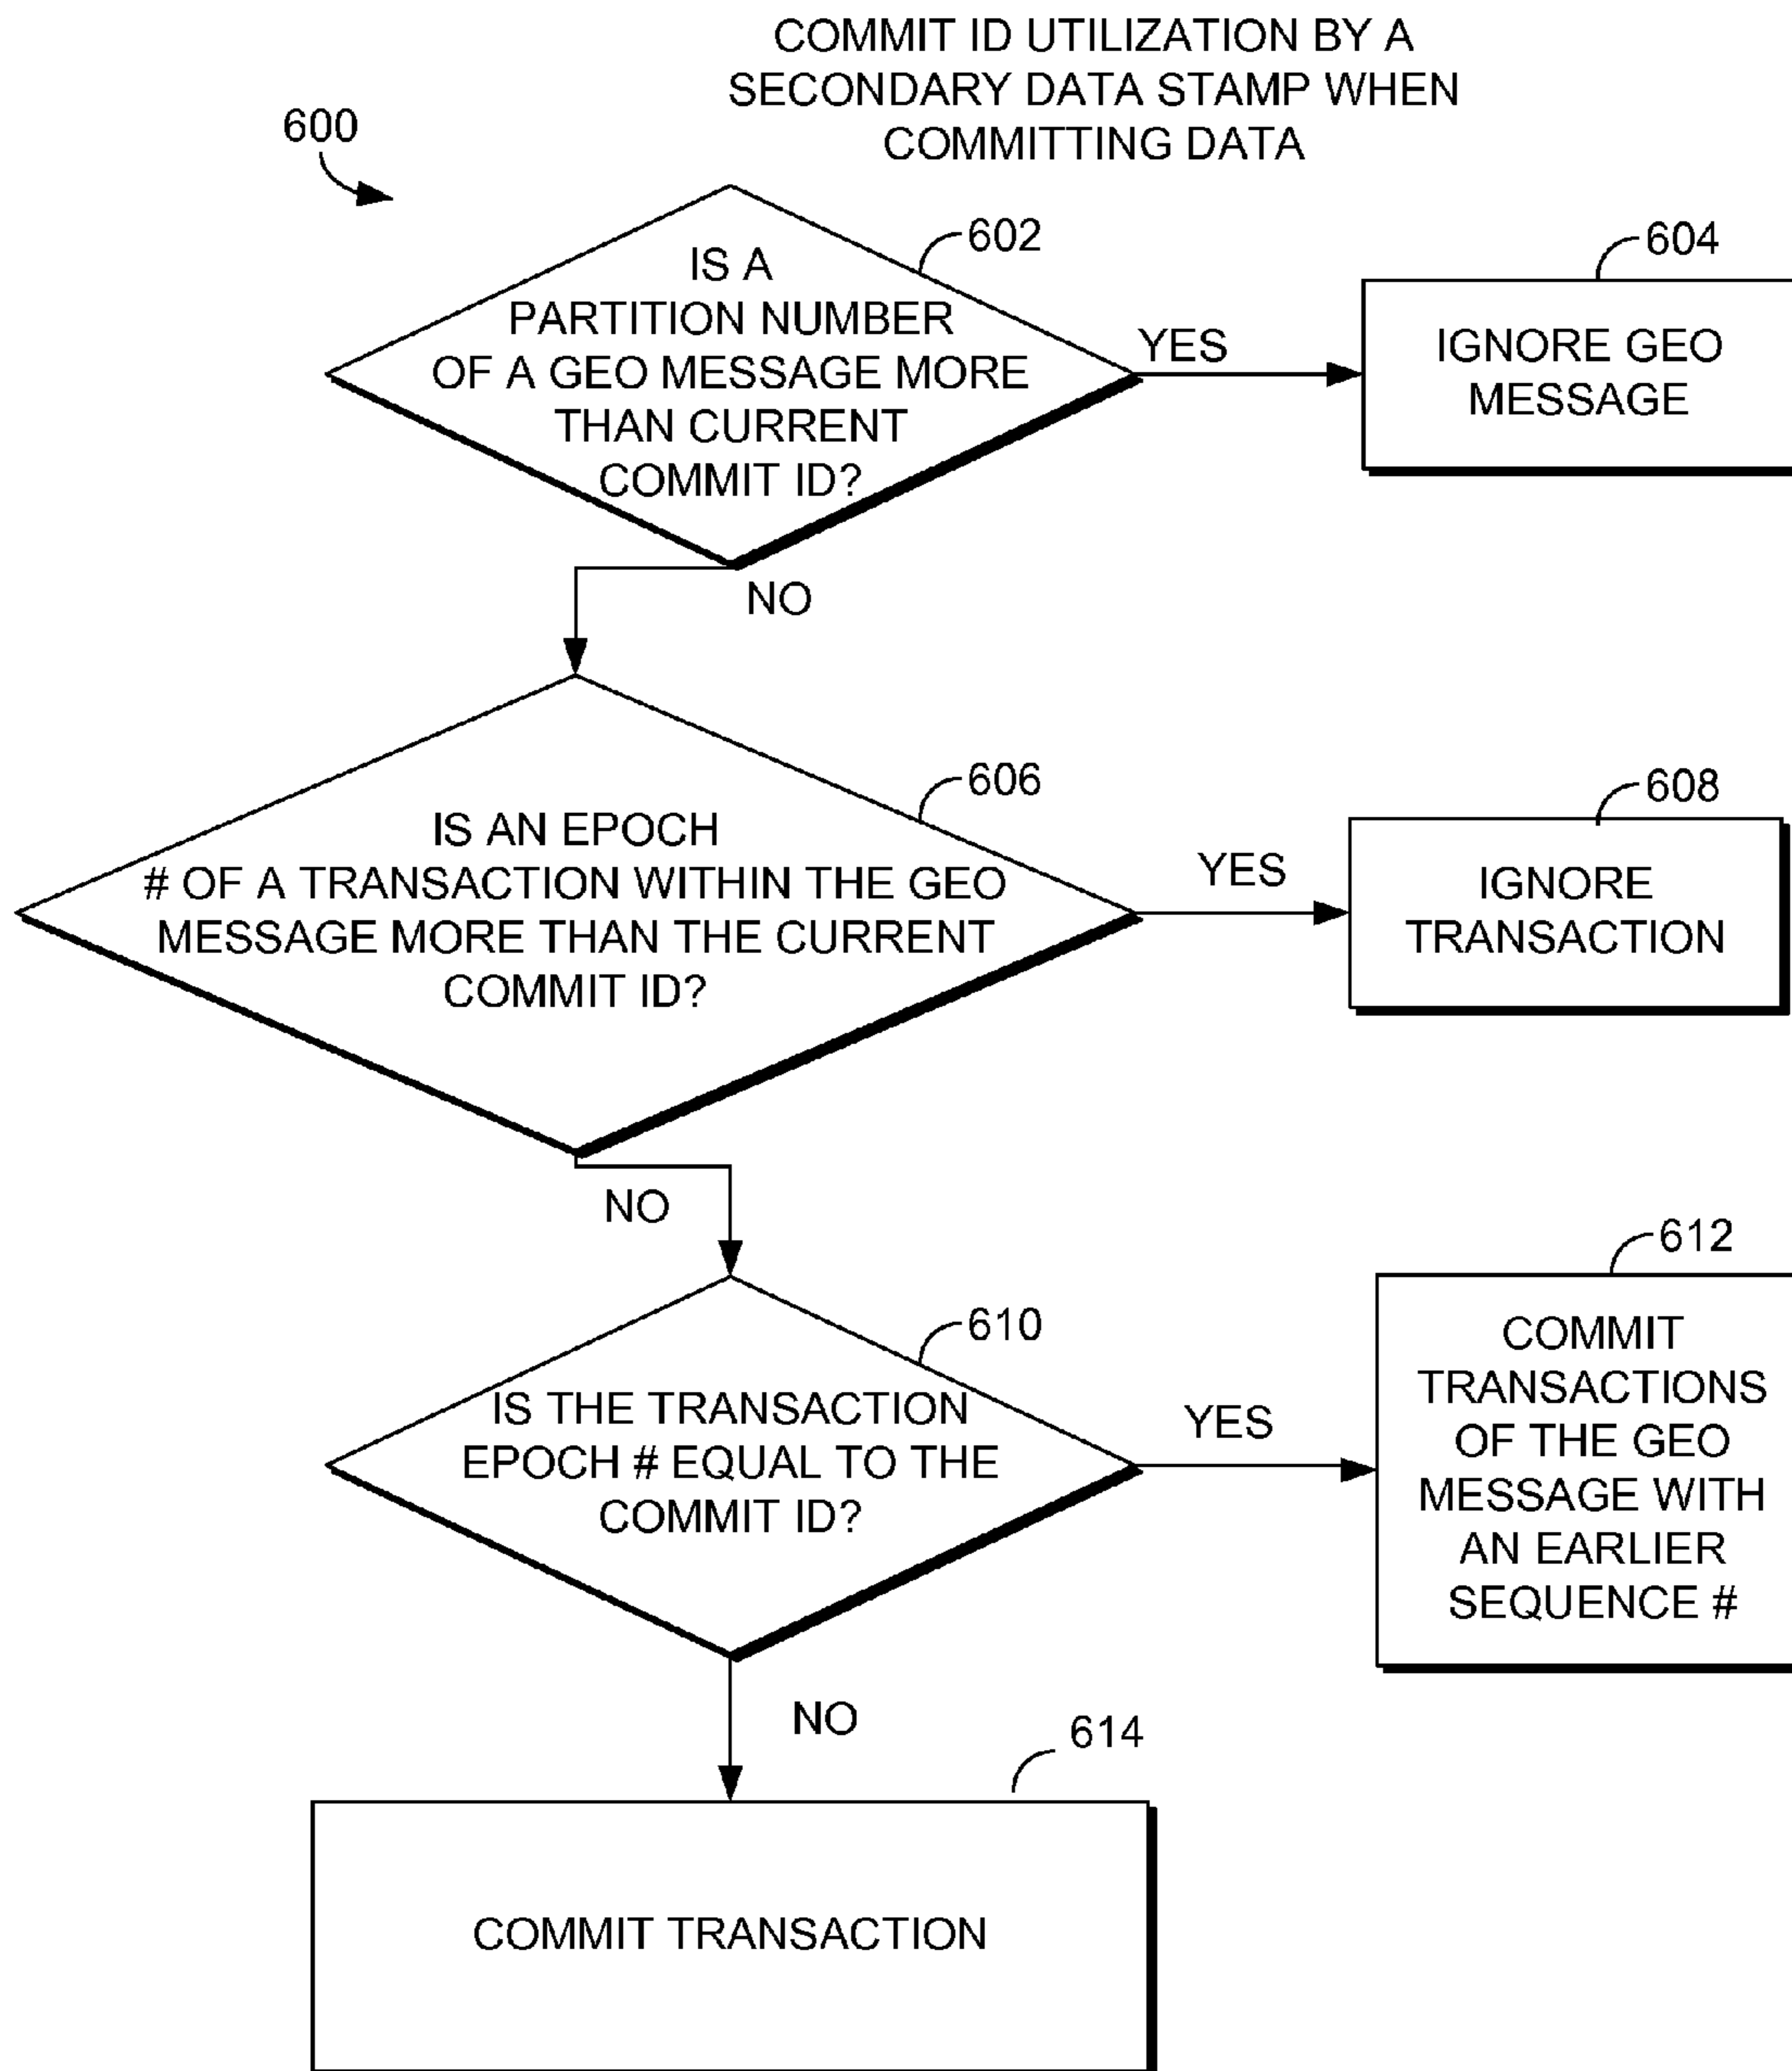 COMMIT ID UTILIZATION BY A
SECONDARY DATA STAMP WHEN
COMMITTING DATA
600
602
IS A
PARTITION NUMBER
OF A GEO MESSAGE MORE
THAN CURRENT
COMMIT ID?
YES
604
IGNORE GEO
MESSAGE
NO
606
IS AN EPOCH
# OF A TRANSACTION WITHIN THE GEO
MESSAGE MORE THAN THE CURRENT
COMMIT ID?
YES
608
IGNORE
TRANSACTION
NO
610
IS THE TRANSACTION
EPOCH # EQUAL TO THE
COMMIT ID?
YES
612
COMMIT
TRANSACTIONS
OF THE GEO
MESSAGE WITH
AN EARLIER
SEQUENCE #
NO
614
COMMIT TRANSACTION